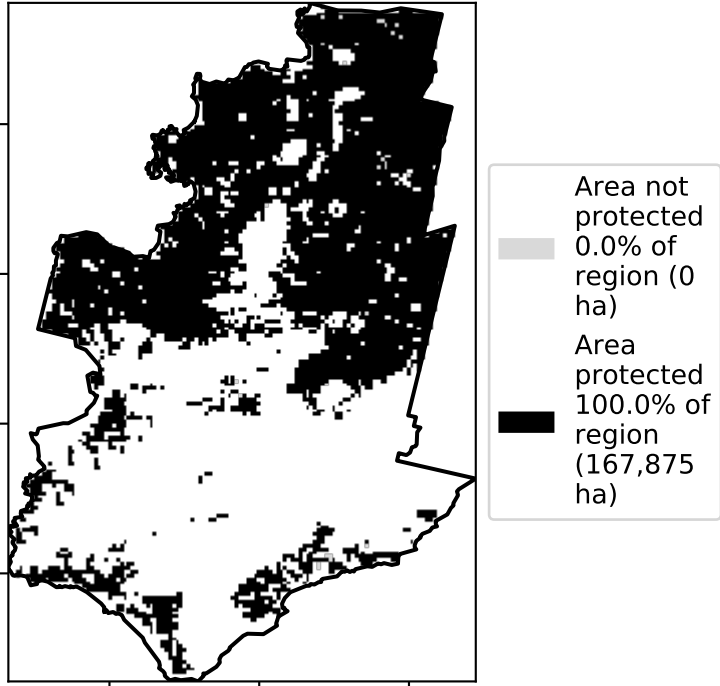 Area not
protected
0.0% of
region (0
ha)
Area
protected
100.0% of
region
(167,875
ha)